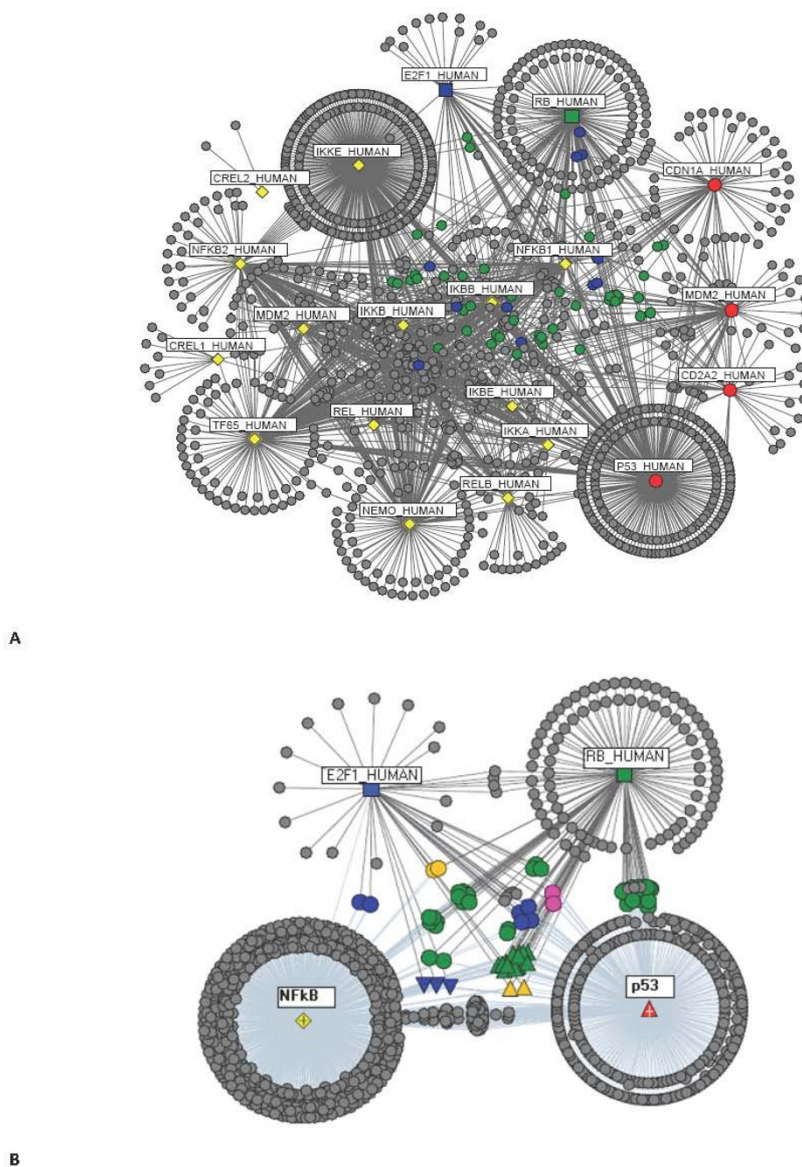 E2F1_HUMAN
RB_HUMAN
IKKE_HUMAN
CDN1A_HUMAN
CREL2_HUMAN
NFKB2_HUMAN
NFKB1_HUMAN
IKBB_HUMAN
MDM2_HUMAN
MDM2_HUMAN
IKKB_HUMAN
CREL1_HUMAN
CD2A2_HUMAN
IKBE_HUMAN
REL_HUMAN
TF65_HUMAN
IKKA_HUMAN
P53_HUMAN
RELB_HUMAN
NEMO_HUMAN
A
RB_HUMAN
E2F1_HUMAN
p53
NFkB
B